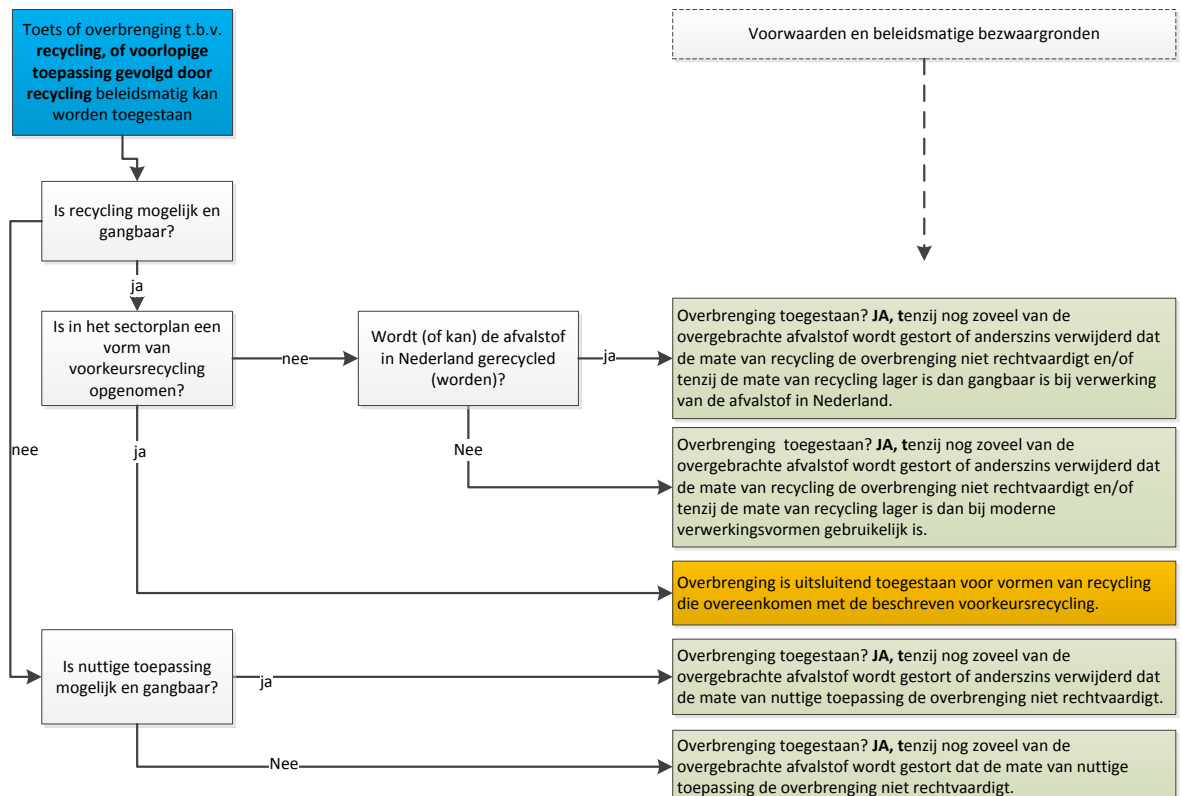 Toets of overbrenging t.b.v.
recycling, of voorlopige
toepassing gevolgd door
recycling beleidsmatig kan
worden toegestaan
Voorwaarden en beleidsmatige bezwaargronden
Is recycling mogelijk en
gangbaar?
ja
nee
Is in het sectorplan een
vorm van
voorkeursrecycling
opgenomen?
nee
Wordt (of kan) de afvalstof
in Nederland gerecycled
(worden)?
ja
Overbrenging toegestaan? JA, tenzij nog zoveel van de
overgebrachte afvalstof wordt gestort of anderszins verwijderd dat
de mate van recycling de overbrenging niet rechtvaardigt en/of
tenzij de mate van recycling lager is dan gangbaar is bij verwerking
van de afvalstof in Nederland.
Nee
Overbrenging toegestaan? JA, tenzij nog zoveel van de
overgebrachte afvalstof wordt gestort of anderszins verwijderd dat
de mate van recycling de overbrenging niet rechtvaardigt en/of
tenzij de mate van recycling lager is dan bij moderne
verwerkingsvormen gebruikelijk is.
ja
Overbrenging is uitsluitend toegestaan voor vormen van recycling
die overeenkomen met de beschreven voorkeursrecycling.
Is nuttige toepassing
mogelijk en gangbaar?
ja
Overbrenging toegestaan? JA, tenzij nog zoveel van de
overgebrachte afvalstof wordt gestort of anderszins verwijderd dat
de mate van nuttige toepassing de overbrenging niet rechtvaardigt.
Nee
Overbrenging toegestaan? JA, tenzij nog zoveel van de
overgebrachte afvalstof wordt gestort dat de mate van nuttige
toepassing de overbrenging niet rechtvaardigt.